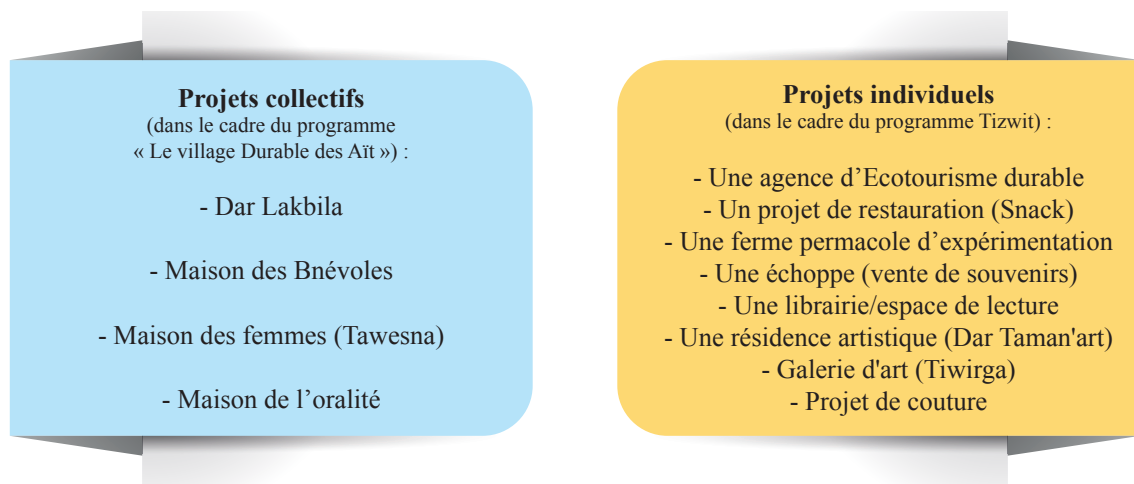 Projets collectifs
(dans le cadre du programme
« Le village Durable des Aït ») :
- Dar Lakbila
- Maison des Bnévoles
- Maison des femmes (Tawesna)
- Maison de l’oralité
Projets individuels
(dans le cadre du programme Tizwit) :
- Une agence d’Ecotourisme durable
- Un projet de restauration (Snack)
- Une ferme permacole d’expérimentation
- Une échoppe (vente de souvenirs)
- Une librairie/espace de lecture
- Une résidence artistique (Dar Taman'art)
- Galerie d'art (Tiwirga)
- Projet de couture